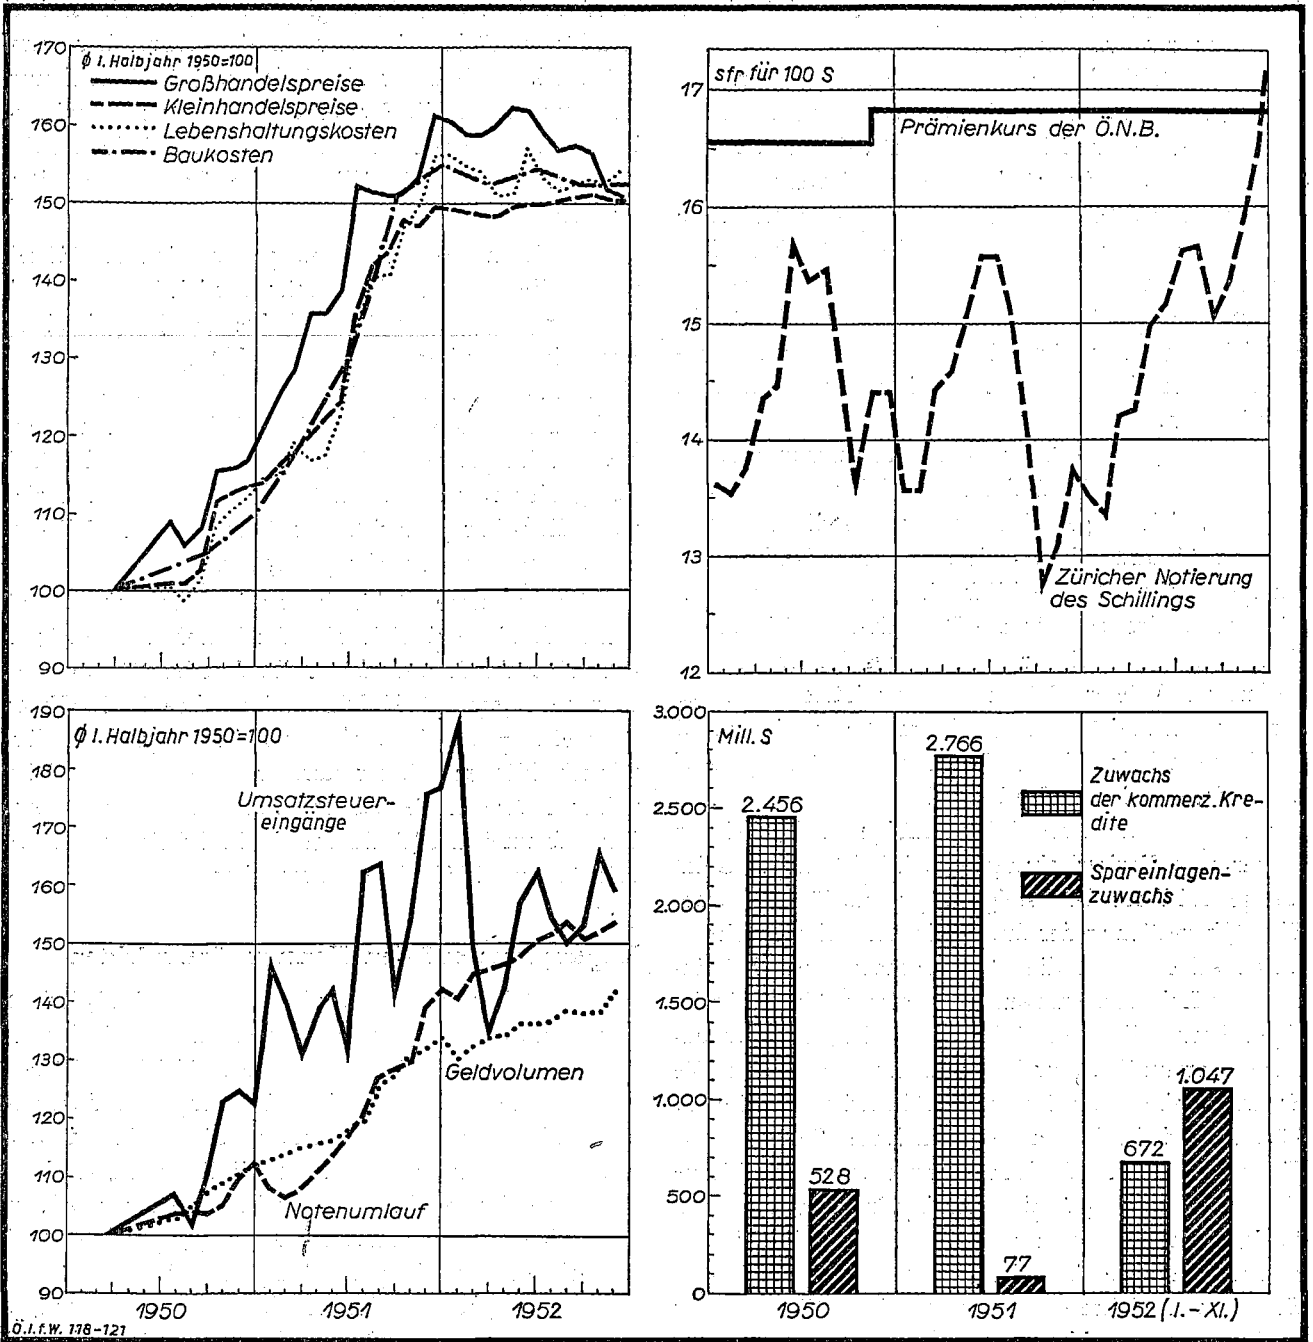 170
160
150
140
130
120
110
100
90
ϕ I. Halbjahr 1950=100
Großhandelspreise
Kleinhandelspreise
Lebenshaltungskosten
Baukosten
sfr für 100 S
17
16
15
14
13
12
Prämienkurs der Ö.N.B.
Züricher Notierung
des Schillings
190
180
170
160
150
140
130
120
110
100
90
ϕ I. Halbjahr 1950=100
Umsatzsteuer-
eingänge
Geldvolumen
Notenumlauf
1950
1951
1952
3.000
2.500
2.000
1.500
1.000
500
0
Mill. S
2.456
528
2.766
77
672
1.047
Zuwachs
der kommerz. Kre-
dite
Spareinlagen-
zuwachs
1950
1951
1952 (I.-XI.)
Ö.I.f.W. 118-121